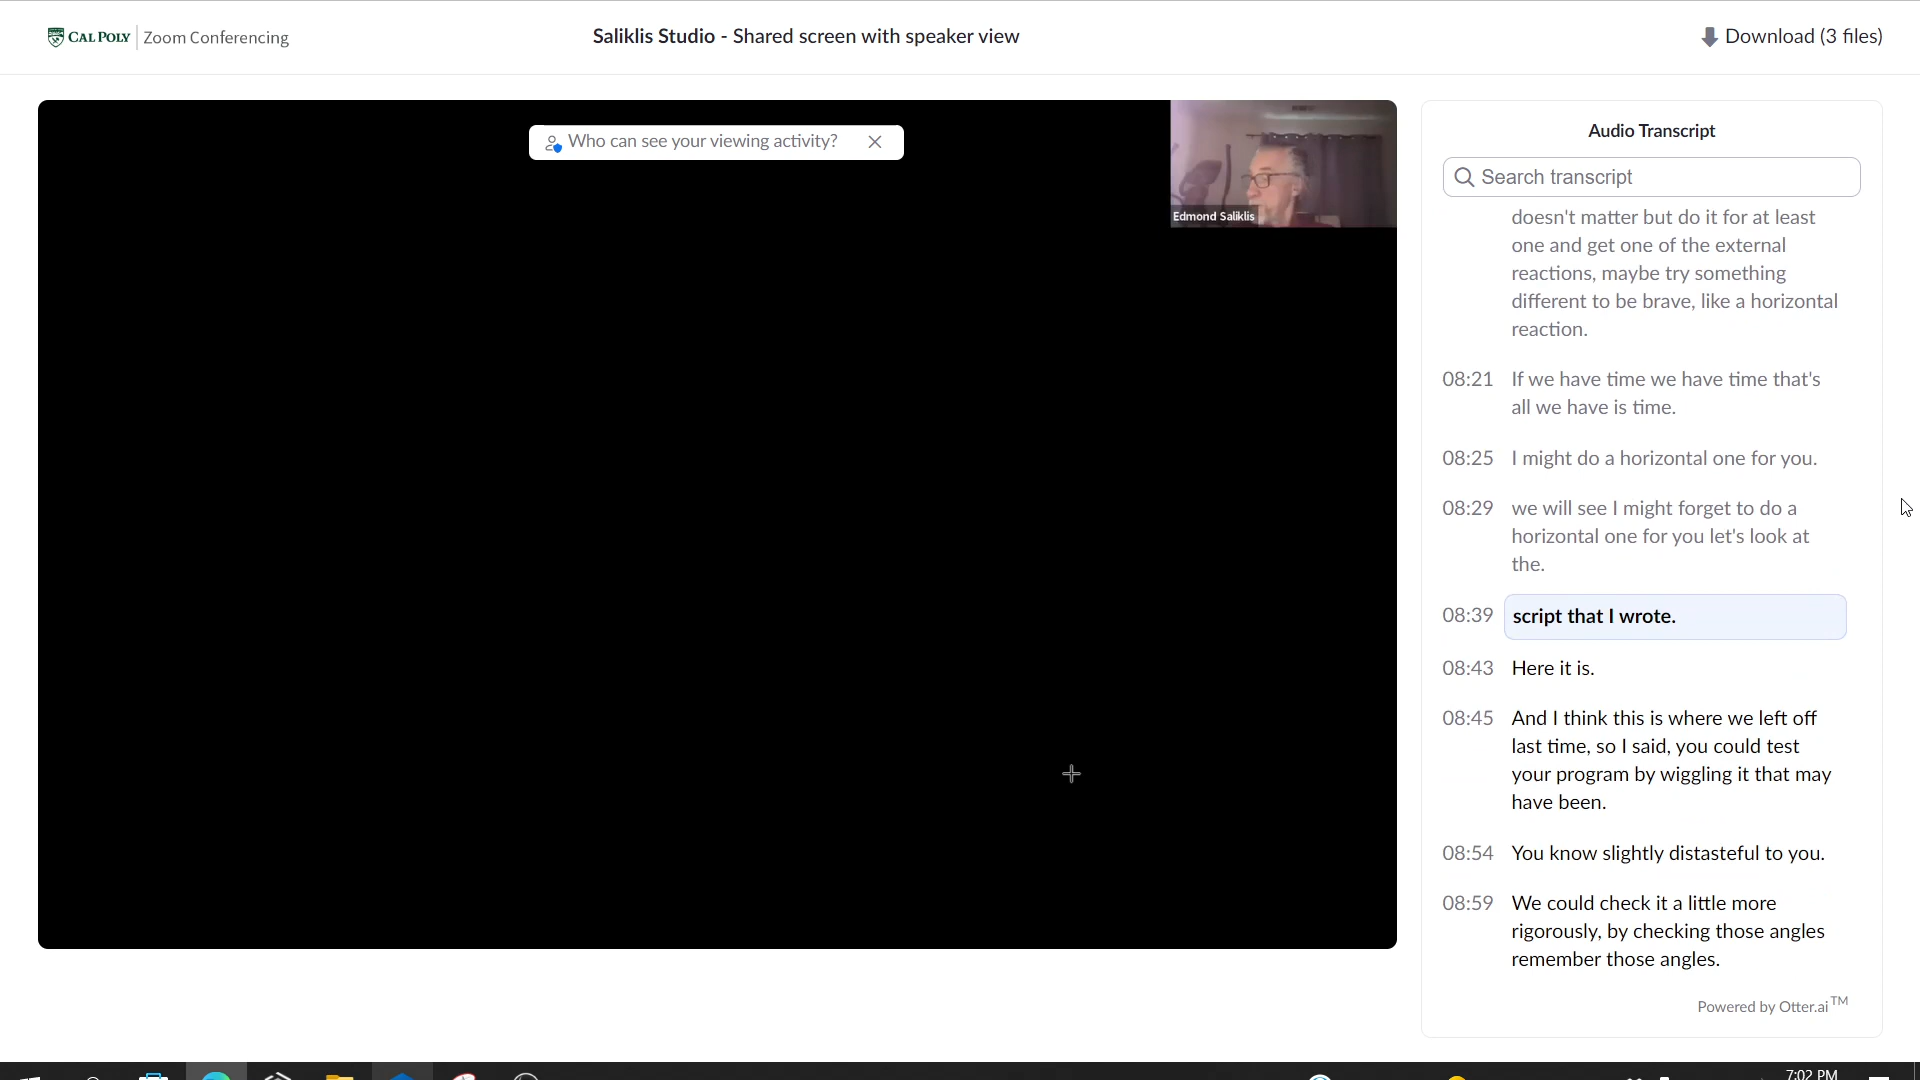 CAL POLY | Zoom Conferencing
Saliklis Studio - Shared screen with speaker view
Download (3 files)
Who can see your viewing activity?
Edmond Saliklis
Audio Transcript
Search transcript
doesn't matter but do it for at least
one and get one of the external
reactions, maybe try something
different to be brave, like a horizontal
reaction.
08:21 If we have time we have time that's
all we have is time.
08:25 I might do a horizontal one for you.
08:29 we will see I might forget to do a
horizontal one for you let's look at
the.
08:39 script that I wrote.
08:43 Here it is.
08:45 And I think this is where we left off
last time, so I said, you could test
your program by wiggling it that may
have been.
08:54 You know slightly distasteful to you.
08:59 We could check it a little more
rigorously, by checking those angles
remember those angles.
Powered by Otter.ai TM
7:02 PM